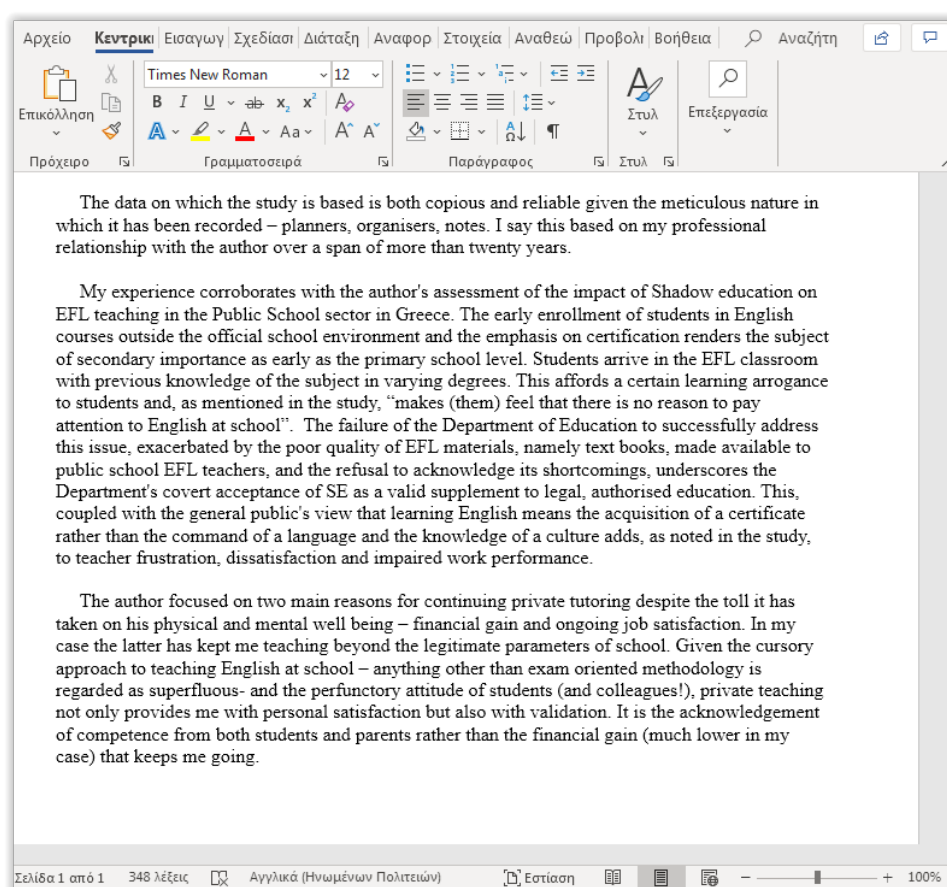 Αρχείο Κεντρικι Εισαγωγ Σχεδίασι Διάταξη Αναφορ Στοιχεία Αναθεώ Προβολι Βοήθεια Αναζήτη
Times New Roman 12
B I U ab x₂ x² A
A A Aa A A
Επικόλληση Στυλ Επεξεργασία
Πρόχειρο Γραμματοσειρά Παράγραφος Στυλ
The data on which the study is based is both copious and reliable given the meticulous nature in
which it has been recorded – planners, organisers, notes. I say this based on my professional
relationship with the author over a span of more than twenty years.
My experience corroborates with the author's assessment of the impact of Shadow education on
EFL teaching in the Public School sector in Greece. The early enrollment of students in English
courses outside the official school environment and the emphasis on certification renders the subject
of secondary importance as early as the primary school level. Students arrive in the EFL classroom
with previous knowledge of the subject in varying degrees. This affords a certain learning arrogance
to students and, as mentioned in the study, “makes (them) feel that there is no reason to pay
attention to English at school”.  The failure of the Department of Education to successfully address
this issue, exacerbated by the poor quality of EFL materials, namely text books, made available to
public school EFL teachers, and the refusal to acknowledge its shortcomings, underscores the
Department's covert acceptance of SE as a valid supplement to legal, authorised education. This,
coupled with the general public's view that learning English means the acquisition of a certificate
rather than the command of a language and the knowledge of a culture adds, as noted in the study,
to teacher frustration, dissatisfaction and impaired work performance.
The author focused on two main reasons for continuing private tutoring despite the toll it has
taken on his physical and mental well being – financial gain and ongoing job satisfaction. In my
case the latter has kept me teaching beyond the legitimate parameters of school. Given the cursory
approach to teaching English at school – anything other than exam oriented methodology is
regarded as superfluous- and the perfunctory attitude of students (and colleagues!), private teaching
not only provides me with personal satisfaction but also with validation. It is the acknowledgement
of competence from both students and parents rather than the financial gain (much lower in my
case) that keeps me going.
Σελίδα 1 από 1 348 λέξεις Αγγλικά (Ηνωμένων Πολιτειών) Εστίαση 100%